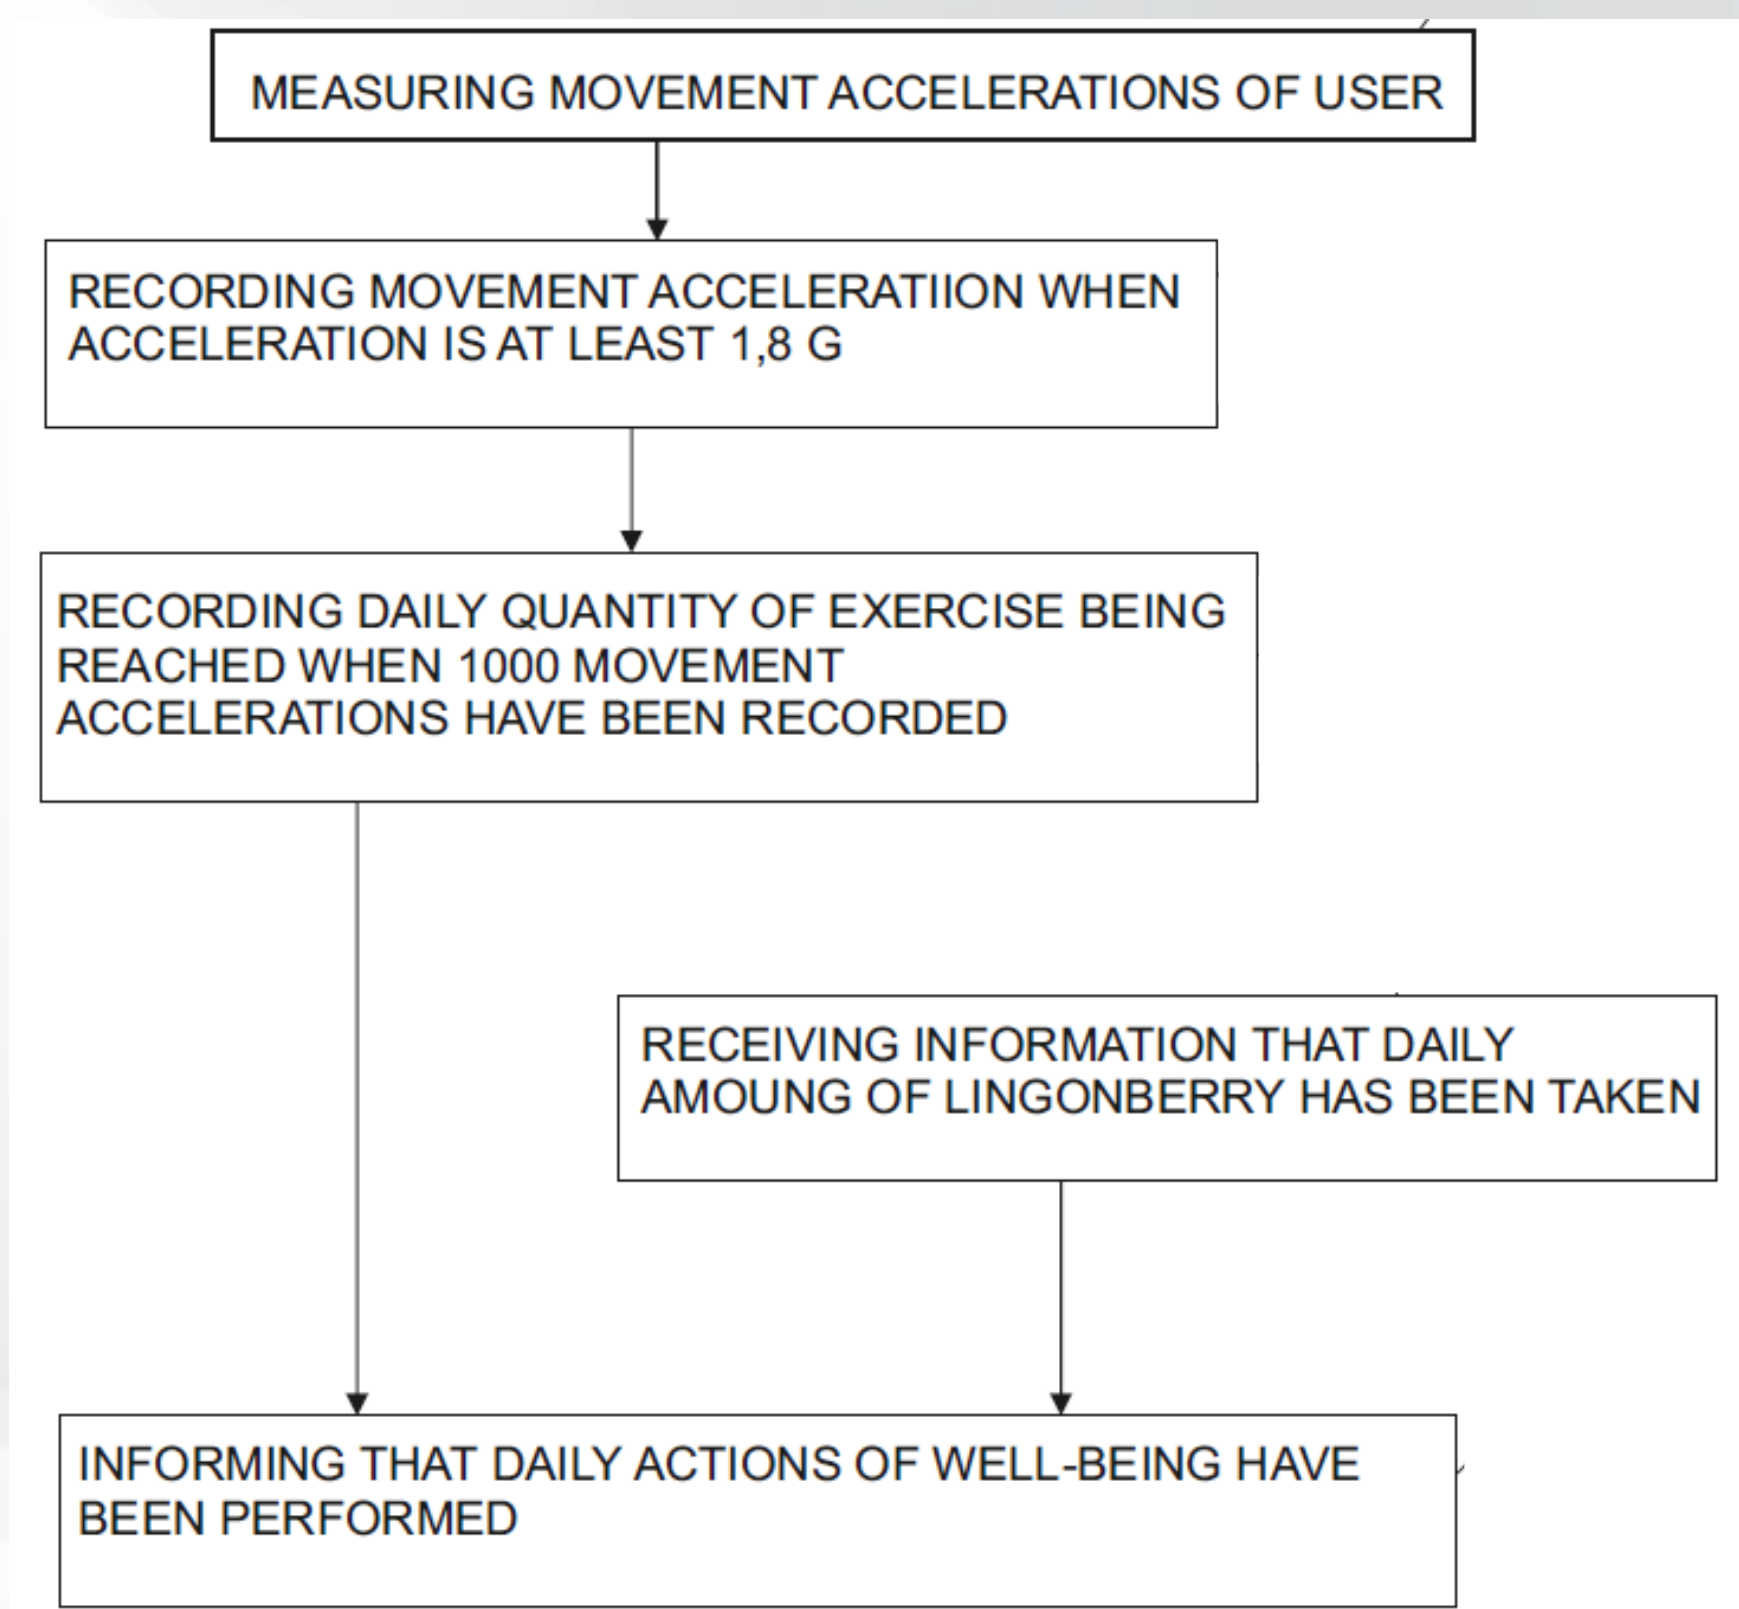 MEASURING MOVEMENT ACCELERATIONS OF USER
RECORDING MOVEMENT ACCELERATIION WHEN
ACCELERATION IS AT LEAST 1,8 G
RECORDING DAILY QUANTITY OF EXERCISE BEING
REACHED WHEN 1000 MOVEMENT
ACCELERATIONS HAVE BEEN RECORDED
RECEIVING INFORMATION THAT DAILY
AMOUNG OF LINGONBERRY HAS BEEN TAKEN
INFORMING THAT DAILY ACTIONS OF WELL-BEING HAVE
BEEN PERFORMED